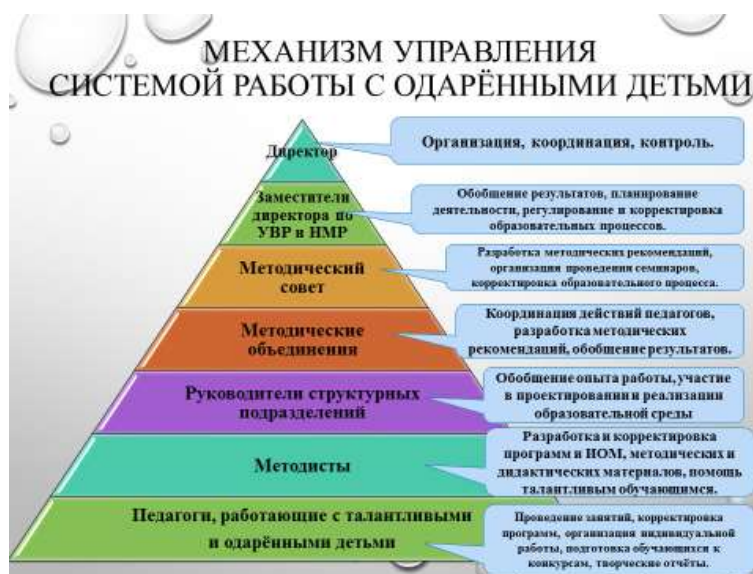 МЕХАНИЗМ УПРАВЛЕНИЯ
СИСТЕМОЙ РАБОТЫ С ОДАРЁННЫМИ ДЕТЬМИ
Директор
Организация, координация, контроль.
Заместители
директора по
УВР и НМР
Обобщение результатов, планирование
деятельности, регулирование и корректировка
образовательных процессов.
Методический
совет
Разработка методических рекомендаций,
организация проведения семинаров,
корректировка образовательного процесса.
Методические
объединения
Координация действий педагогов,
разработка методических
рекомендаций, обобщение результатов.
Руководители структурных
подразделений
Обобщение опыта работы, участие
в проектировании и реализации
образовательной среды
Методисты
Разработка и корректировка
программ и ИОМ, методических и
дидактических материалов, помощь
талантливым обучающимся.
Педагоги, работающие с талантливыми
и одарёнными детьми
Проведение занятий, корректировка
программ, организация индивидуальной
работы, подготовка обучающихся к
конкурсам, творческие отчёты.